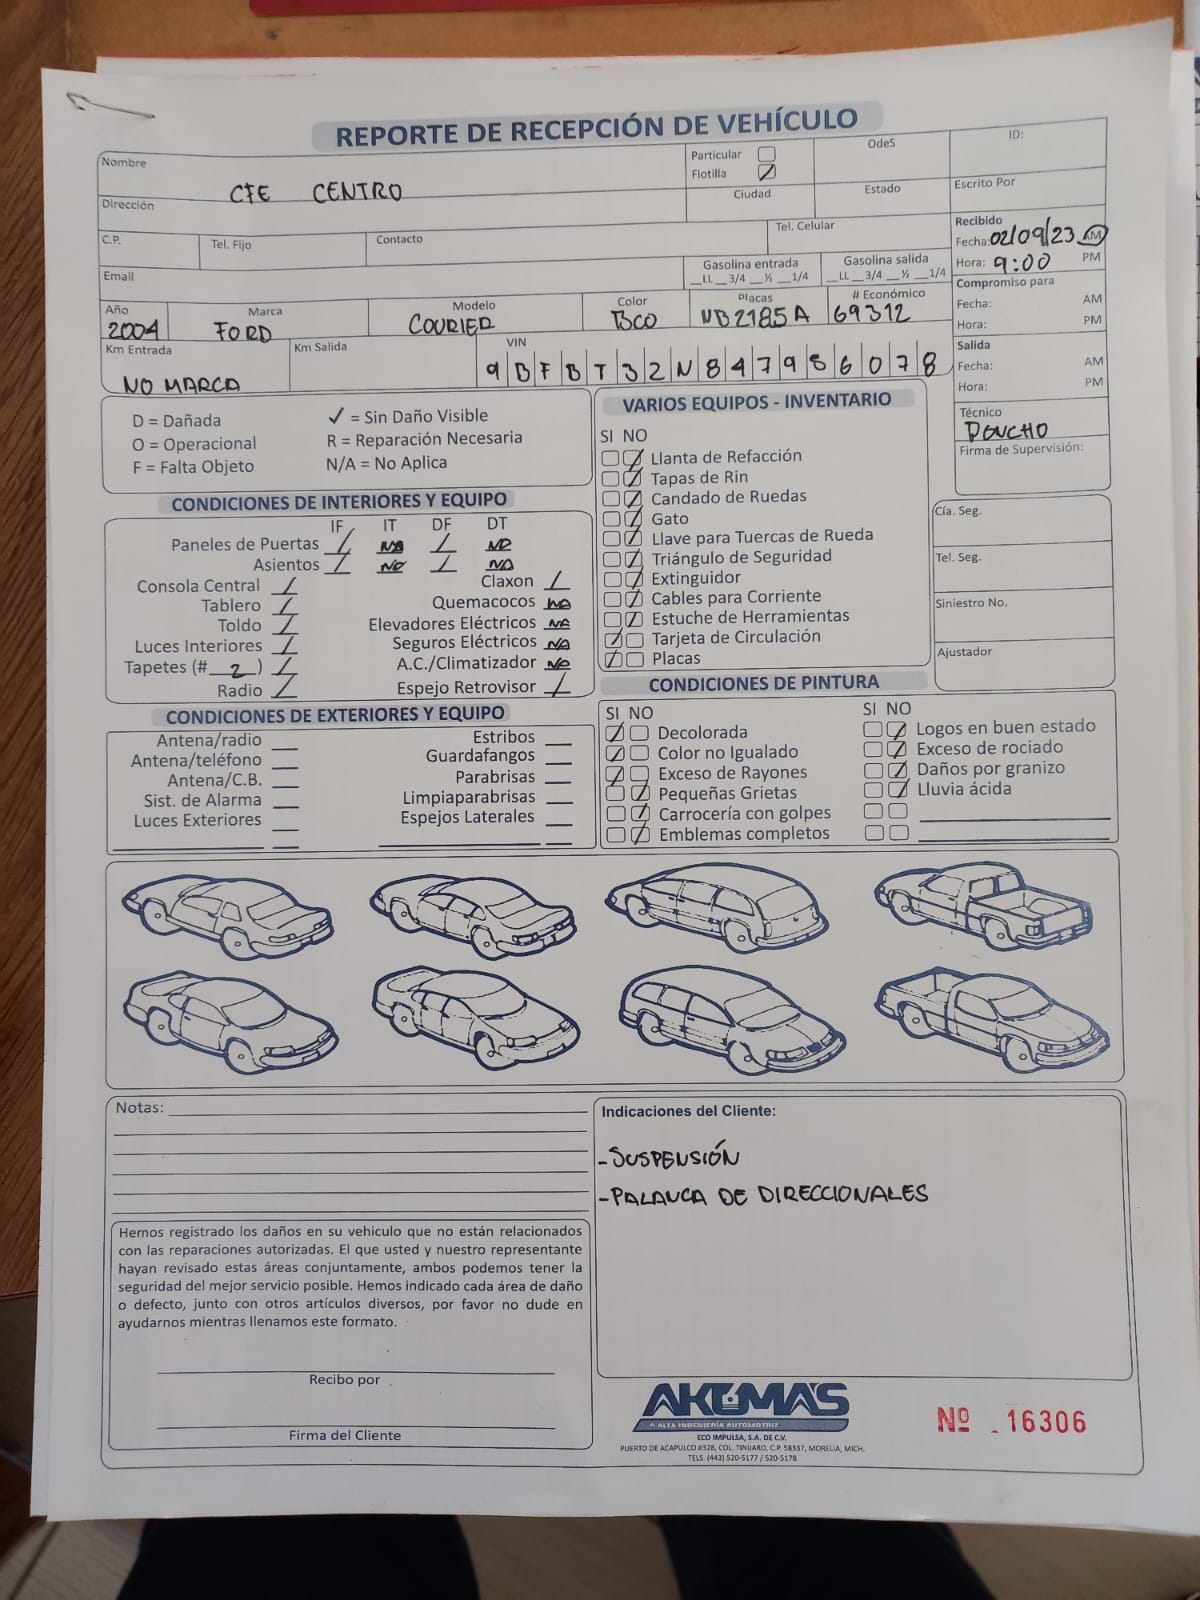 REPORTE DE RECEPCIÓN DE VEHÍCULO
Nombre
CFE CENTRO
Particular
Flotilla
OdeS
ID:
Dirección
Ciudad
Estado
Escrito Por
C.P.
Tel. Fijo
Contacto
Tel. Celular
Recibido
Fecha: 02/09/23 AM
Hora: 9:00 PM
Email
Gasolina entrada
__LL __3/4 __½ __1/4
Gasolina salida
__LL __3/4 __½ __1/4
Compromiso para
Fecha: AM
Hora: PM
Año
2004
Marca
FORD
Modelo
COURIER
Color
BCO
Placas
NB2185A
# Económico
69312
Km Entrada
NO MARCA
Km Salida
VIN
9BFBT32N847986078
Salida
Fecha: AM
Hora: PM
Técnico
PONCHO
Firma de Supervisión:
D = Dañada
O = Operacional
F = Falta Objeto
✓ = Sin Daño Visible
R = Reparación Necesaria
N/A = No Aplica
CONDICIONES DE INTERIORES Y EQUIPO
IF IT DF DT
Paneles de Puertas / NA / NA
Asientos / NA / NA
Consola Central /
Tablero /
Toldo /
Luces Interiores /
Tapetes (# 2 ) /
Radio /
Claxon /
Quemacocos NA
Elevadores Eléctricos NA
Seguros Eléctricos NA
A.C./Climatizador NA
Espejo Retrovisor /
VARIOS EQUIPOS - INVENTARIO
SI NO
Llanta de Refacción
Tapas de Rin
Candado de Ruedas
Gato
Llave para Tuercas de Rueda
Triángulo de Seguridad
Extinguidor
Cables para Corriente
Estuche de Herramientas
Tarjeta de Circulación
Placas
Cía. Seg.
Tel. Seg.
Siniestro No.
Ajustador
CONDICIONES DE EXTERIORES Y EQUIPO
Antena/radio
Antena/teléfono
Antena/C.B.
Sist. de Alarma
Luces Exteriores
Estribos
Guardafangos
Parabrisas
Limpiaparabrisas
Espejos Laterales
CONDICIONES DE PINTURA
SI NO
Decolorada
Color no Igualado
Exceso de Rayones
Pequeñas Grietas
Carrocería con golpes
Emblemas completos
SI NO
Logos en buen estado
Exceso de rociado
Daños por granizo
Lluvia ácida
Notas:
Indicaciones del Cliente:
-SUSPENSIÓN
-PALANCA DE DIRECCIONALES
Hemos registrado los daños en su vehiculo que no están relacionados
con las reparaciones autorizadas. El que usted y nuestro representante
hayan revisado estas áreas conjuntamente, ambos podemos tener la
seguridad del mejor servicio posible. Hemos indicado cada área de daño
o defecto, junto con otros artículos diversos, por favor no dude en
ayudarnos mientras llenamos este formato.
Recibo por
Firma del Cliente
AKUMA'S
ALTA INGENIERÍA AUTOMOTRIZ
ECO IMPULSA, S.A. DE C.V.
PUERTO DE ACAPULCO #328, COL. TINIJARO, C.P. 58337, MORELIA, MICH.
TELS. (443) 520-5177 / 520-5178
Nº 16306